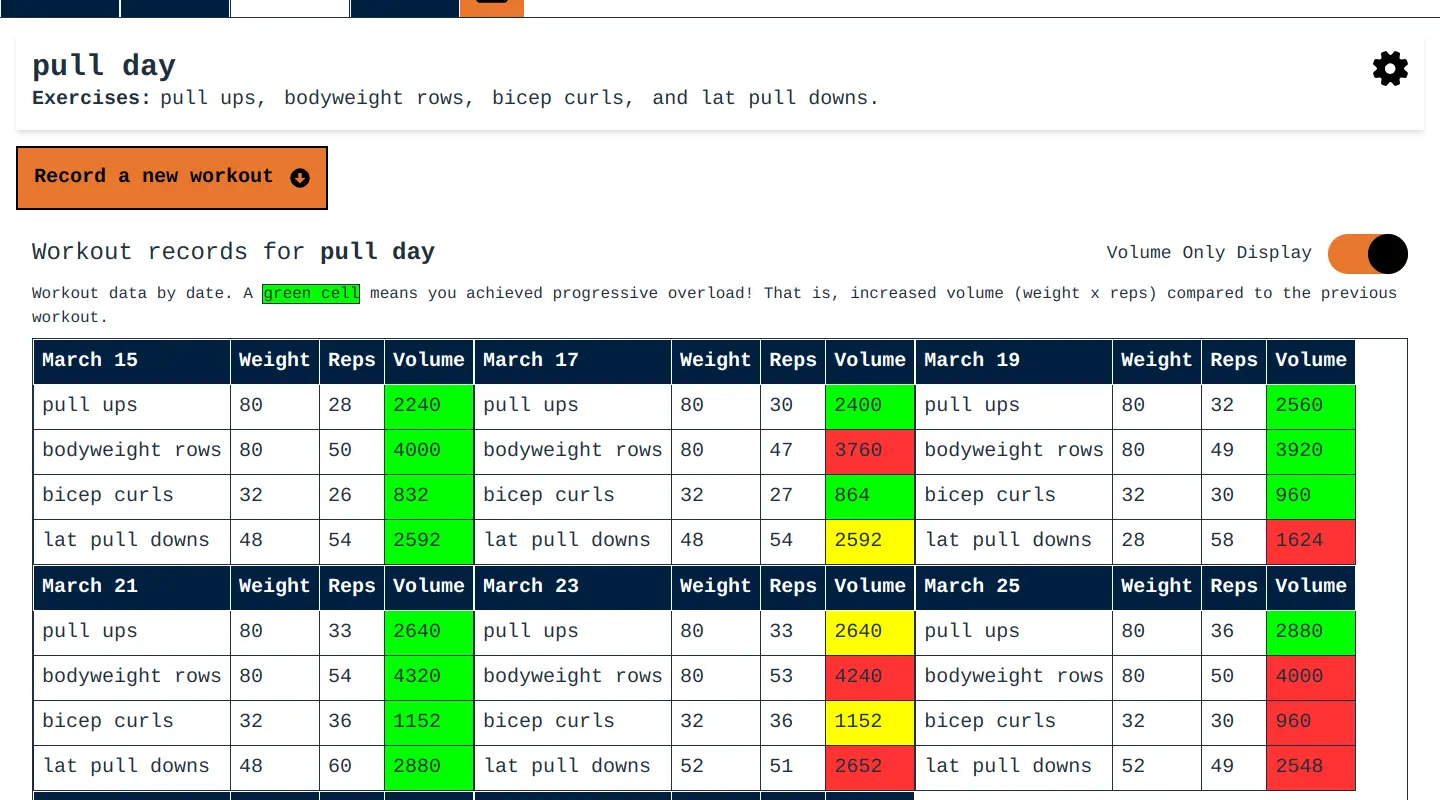 pull day
Exercises: pull ups, bodyweight rows, bicep curls, and lat pull downs.
Record a new workout
Workout records for pull day
Volume Only Display
Workout data by date. A green cell means you achieved progressive overload! That is, increased volume (weight x reps) compared to the previous
workout.
March 15 Weight Reps Volume March 17 Weight Reps Volume March 19 Weight Reps Volume
pull ups 80 28 2240 pull ups 80 30 2400 pull ups 80 32 2560
bodyweight rows 80 50 4000 bodyweight rows 80 47 3760 bodyweight rows 80 49 3920
bicep curls 32 26 832 bicep curls 32 27 864 bicep curls 32 30 960
lat pull downs 48 54 2592 lat pull downs 48 54 2592 lat pull downs 28 58 1624
March 21 Weight Reps Volume March 23 Weight Reps Volume March 25 Weight Reps Volume
pull ups 80 33 2640 pull ups 80 33 2640 pull ups 80 36 2880
bodyweight rows 80 54 4320 bodyweight rows 80 53 4240 bodyweight rows 80 50 4000
bicep curls 32 36 1152 bicep curls 32 36 1152 bicep curls 32 30 960
lat pull downs 48 60 2880 lat pull downs 52 51 2652 lat pull downs 52 49 2548